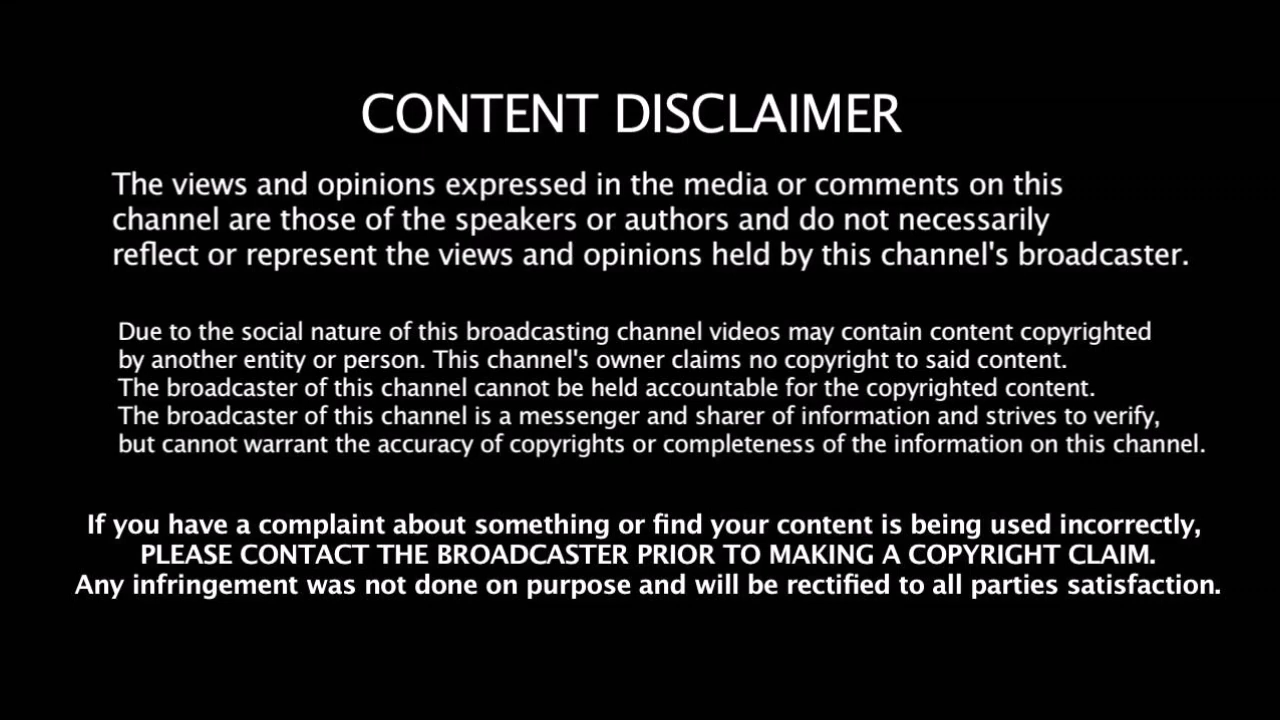 CONTENT DISCLAIMER
The views and opinions expressed in the media or comments on this
channel are those of the speakers or authors and do not necessarily
reflect or represent the views and opinions held by this channel's broadcaster.
Due to the social nature of this broadcasting channel videos may contain content copyrighted
by another entity or person. This channel's owner claims no copyright to said content.
The broadcaster of this channel cannot be held accountable for the copyrighted content.
The broadcaster of this channel is a messenger and sharer of information and strives to verify,
but cannot warrant the accuracy of copyrights or completeness of the information on this channel.
If you have a complaint about something or find your content is being used incorrectly,
PLEASE CONTACT THE BROADCASTER PRIOR TO MAKING A COPYRIGHT CLAIM.
Any infringement was not done on purpose and will be rectified to all parties satisfaction.